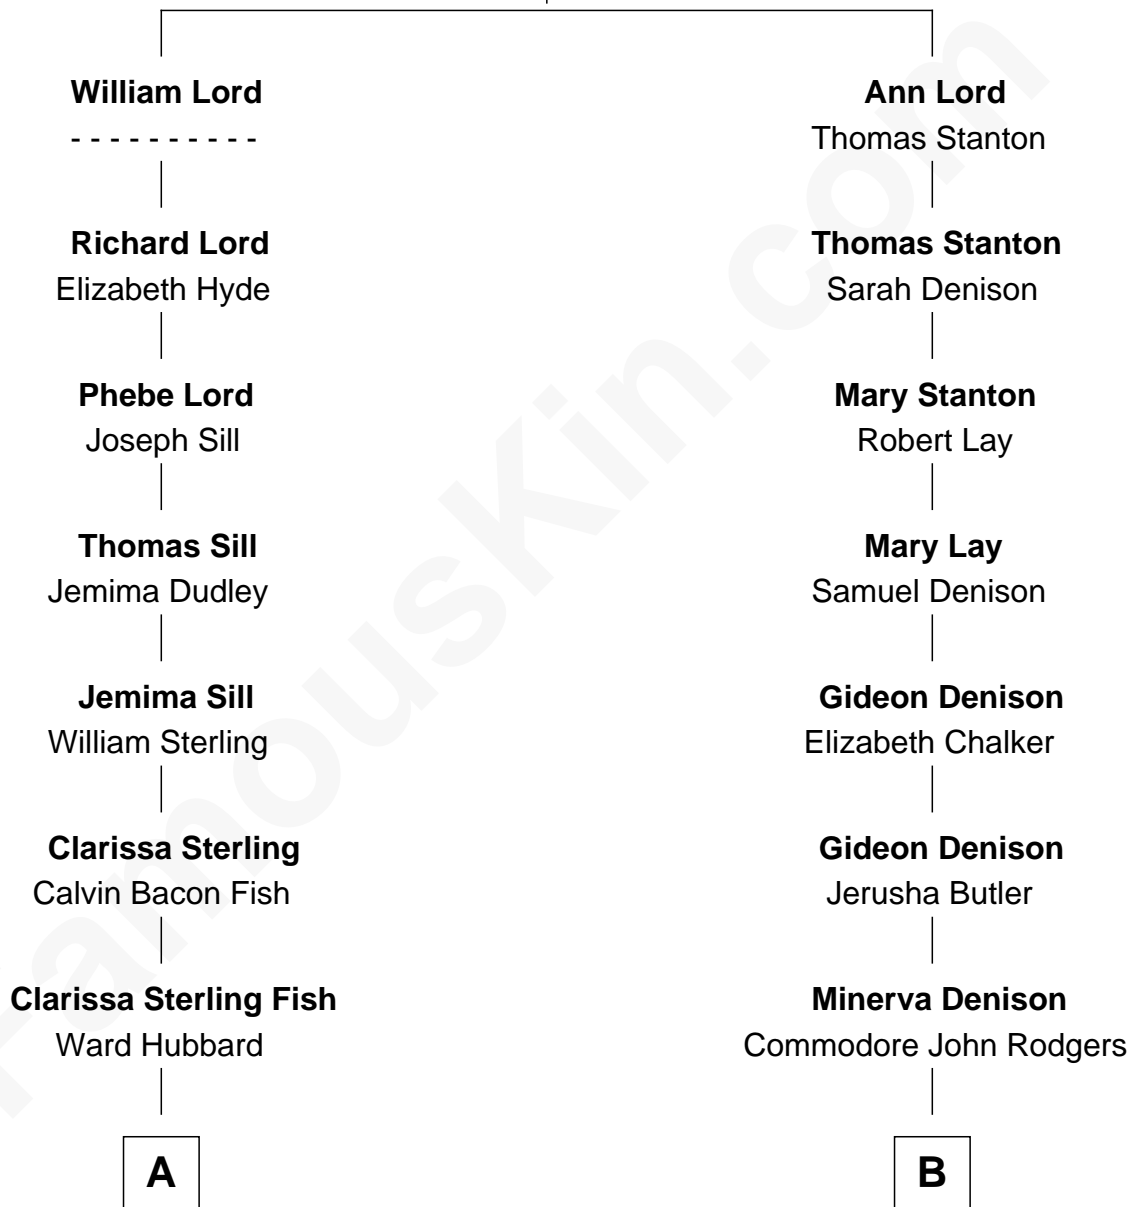 William Lord
- - - - - - - - - -
Richard Lord
Elizabeth Hyde
Phebe Lord
Joseph Sill
Thomas Sill
Jemima Dudley
Jemima Sill
William Sterling
Clarissa Sterling
Calvin Bacon Fish
Clarissa Sterling Fish
Ward Hubbard
A
Ann Lord
Thomas Stanton
Thomas Stanton
Sarah Denison
Mary Stanton
Robert Lay
Mary Lay
Samuel Denison
Gideon Denison
Elizabeth Chalker
Gideon Denison
Jerusha Butler
Minerva Denison
Commodore John Rodgers
B
FamousKin.com